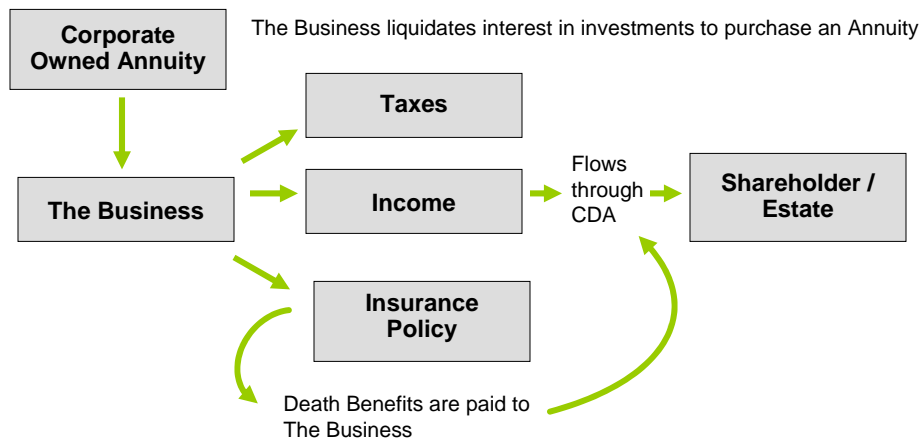 Corporate
Owned Annuity
The Business liquidates interest in investments to purchase an Annuity
Taxes
The Business
Income
Flows
through
CDA
Shareholder /
Estate
Insurance
Policy
Death Benefits are paid to
The Business